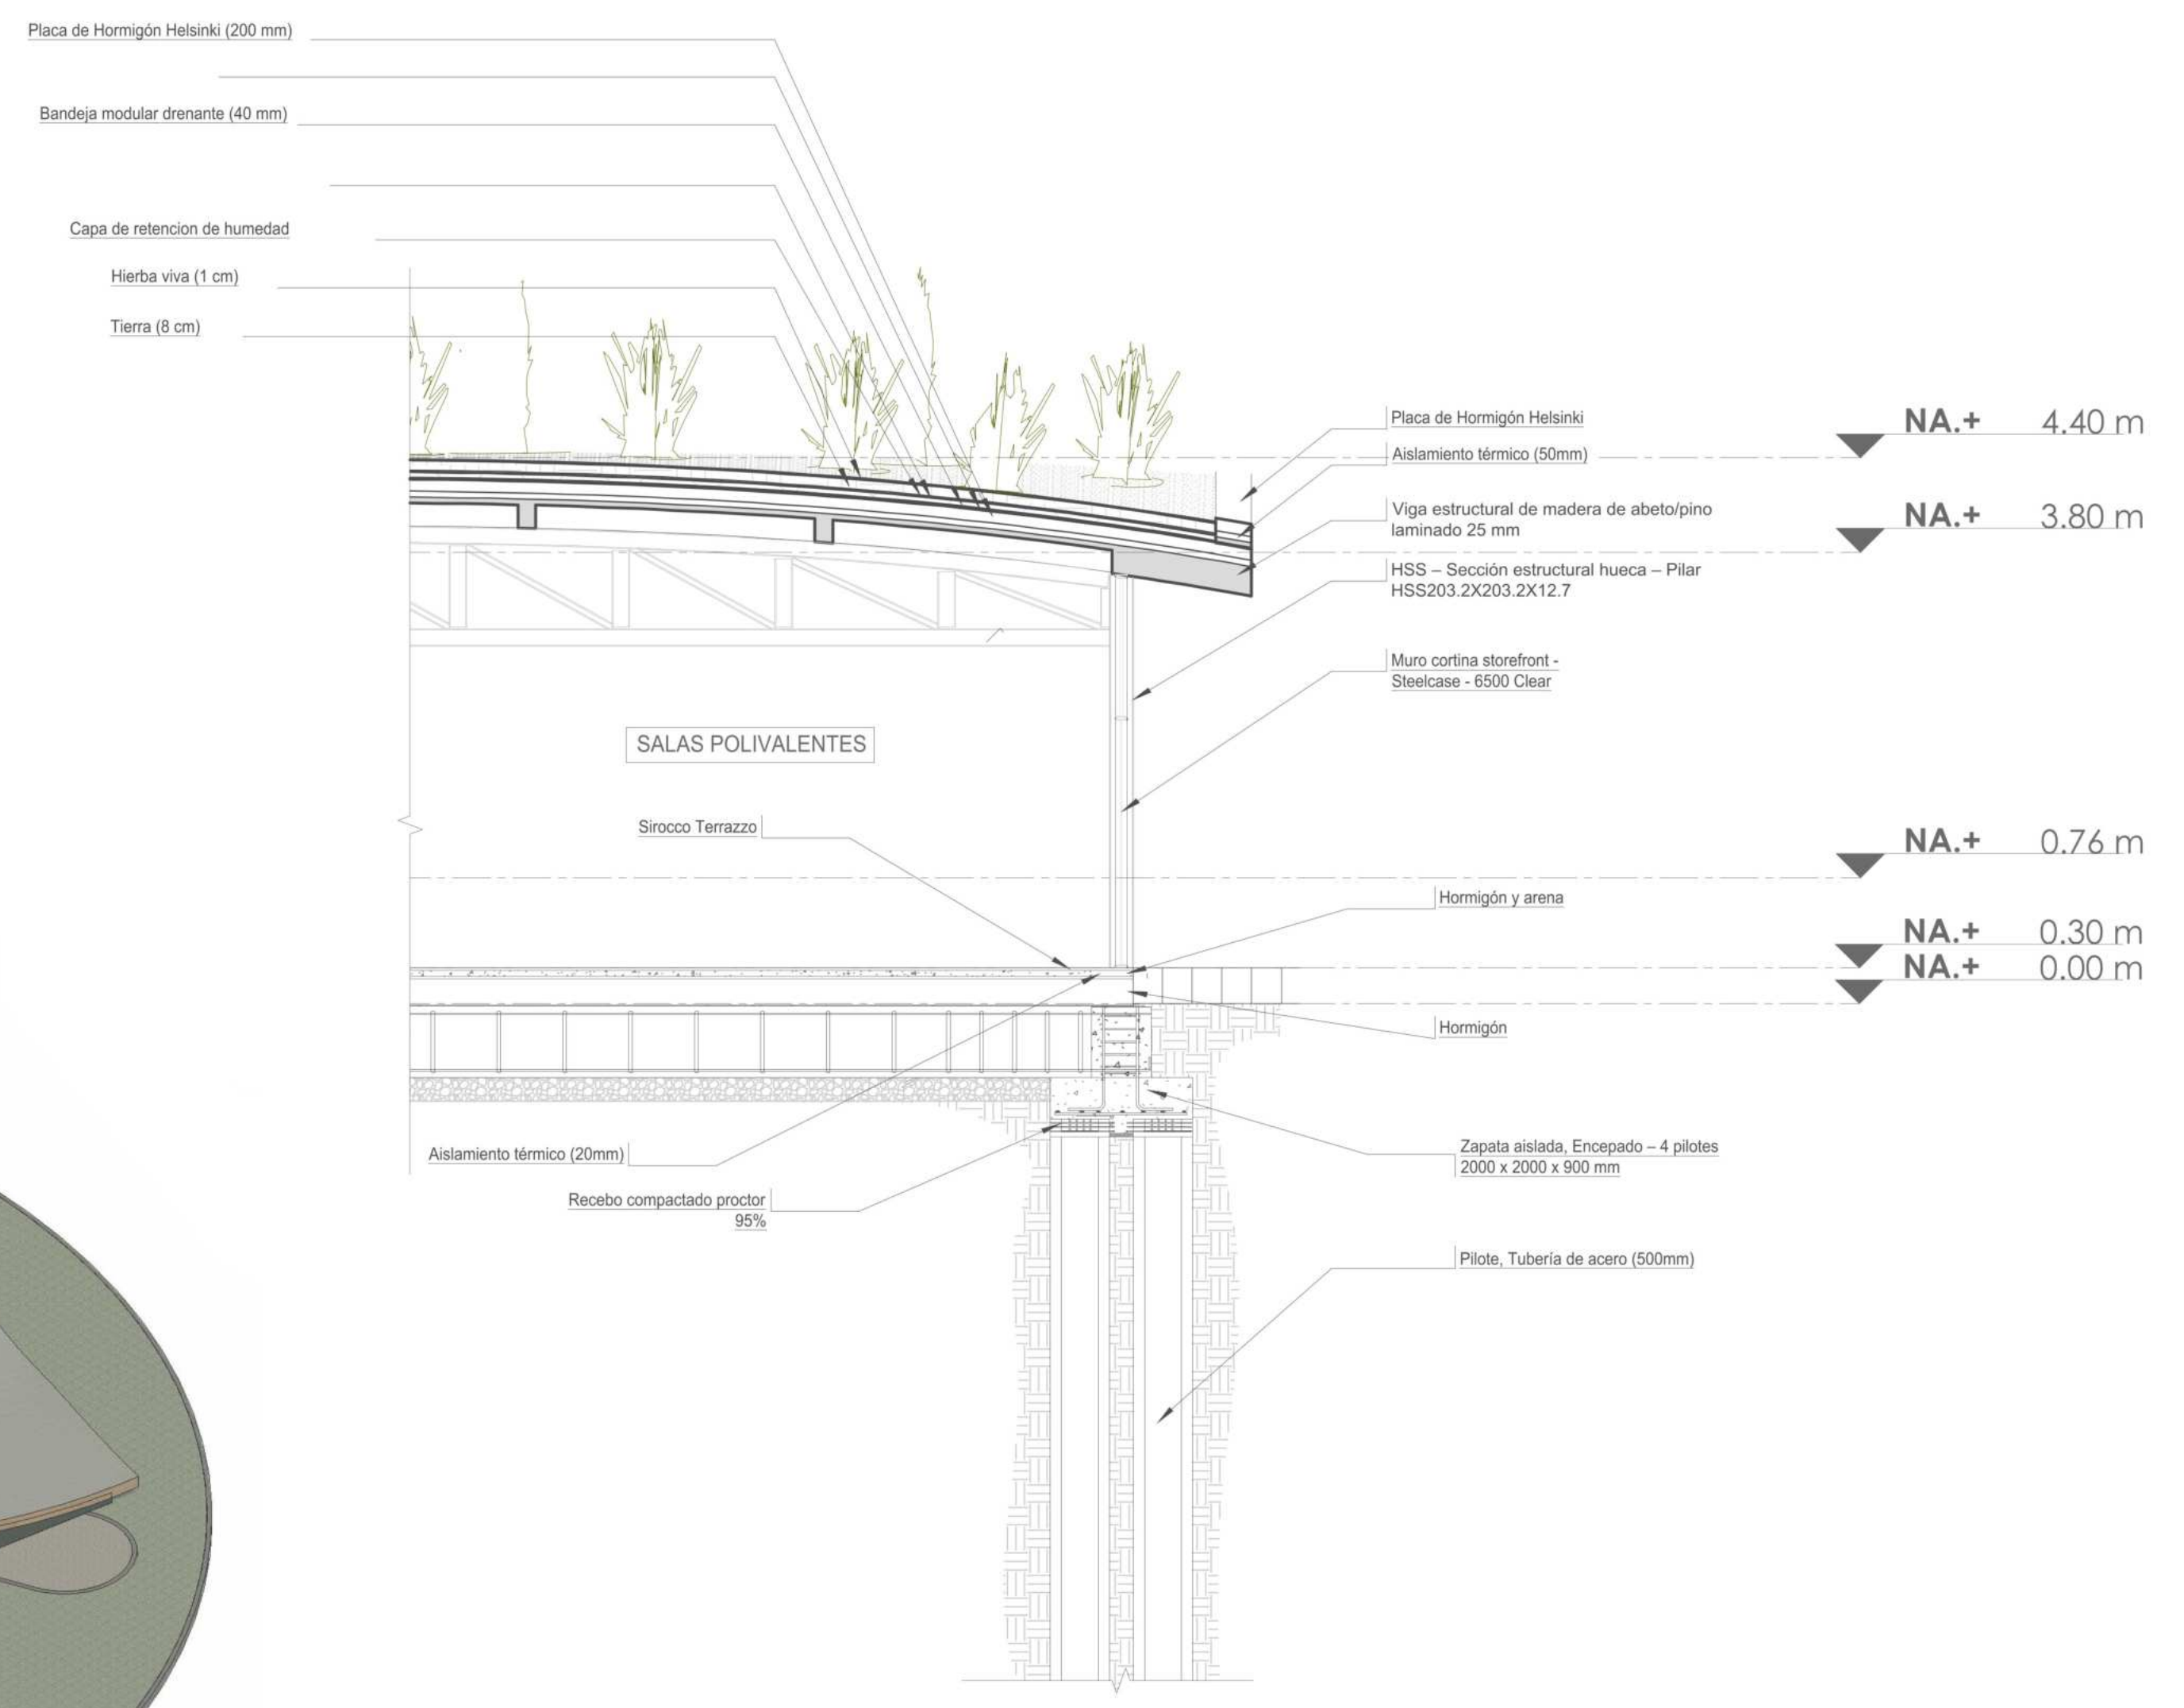 Placa de Hormigón Helsinki (200 mm)
Bandeja modular drenante (40 mm)
Capa de retencion de humedad
Hierba viva (1 cm)
Tierra (8 cm)
Placa de Hormigón Helsinki
Aislamiento térmico (50mm)
Viga estructural de madera de abeto/pino
laminado 25 mm
HSS – Sección estructural hueca – Pilar
HSS203.2X203.2X12.7
Muro cortina storefront -
Steelcase - 6500 Clear
NA.+ 4.40 m
NA.+ 3.80 m
SALAS POLIVALENTES
Sirocco Terrazzo
NA.+ 0.76 m
Hormigón y arena
NA.+ 0.30 m
NA.+ 0.00 m
Hormigón
Aislamiento térmico (20mm)
Recebo compactado proctor
95%
Zapata aislada, Encepado – 4 pilotes
2000 x 2000 x 900 mm
Pilote, Tubería de acero (500mm)